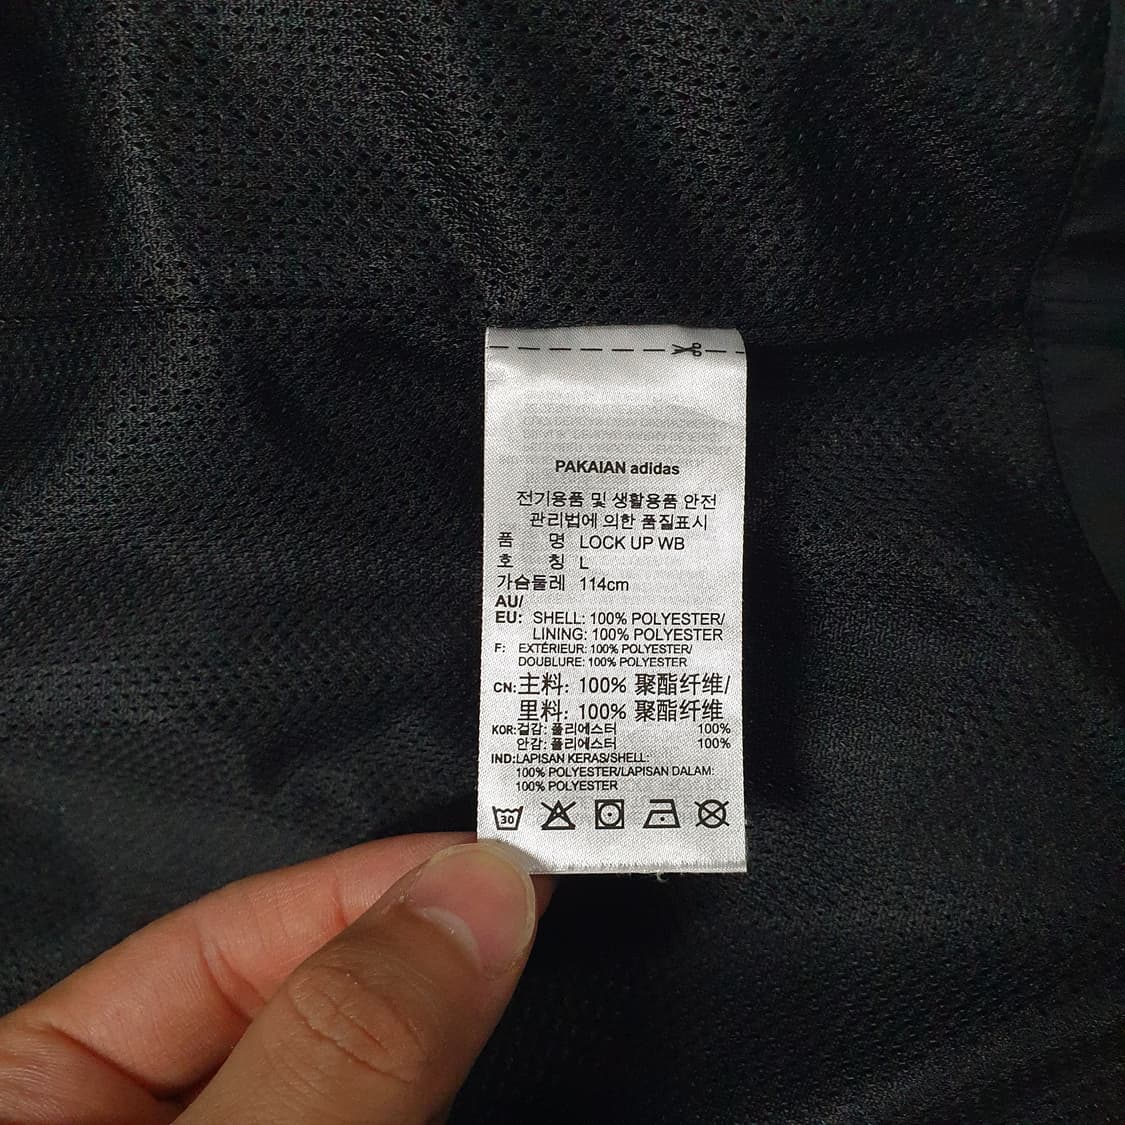 PAKAIAN adidas
전기용품 및 생활용품 안전
관리법에 의한 품질표시
품 명 LOCK UP WB
호 칭 L
가슴둘레 114cm
AU/
EU: SHELL: 100% POLYESTER/
LINING: 100% POLYESTER
F: EXTÉRIEUR: 100% POLYESTER/
DOUBLURE: 100% POLYESTER
CN: 主料: 100% 聚酯纤维/
里料: 100% 聚酯纤维
KOR: 겉감: 폴리에스터 100%
안감: 폴리에스터 100%
IND: LAPISAN KERAS/SHELL:
100% POLYESTER/LAPISAN DALAM:
100% POLYESTER
30